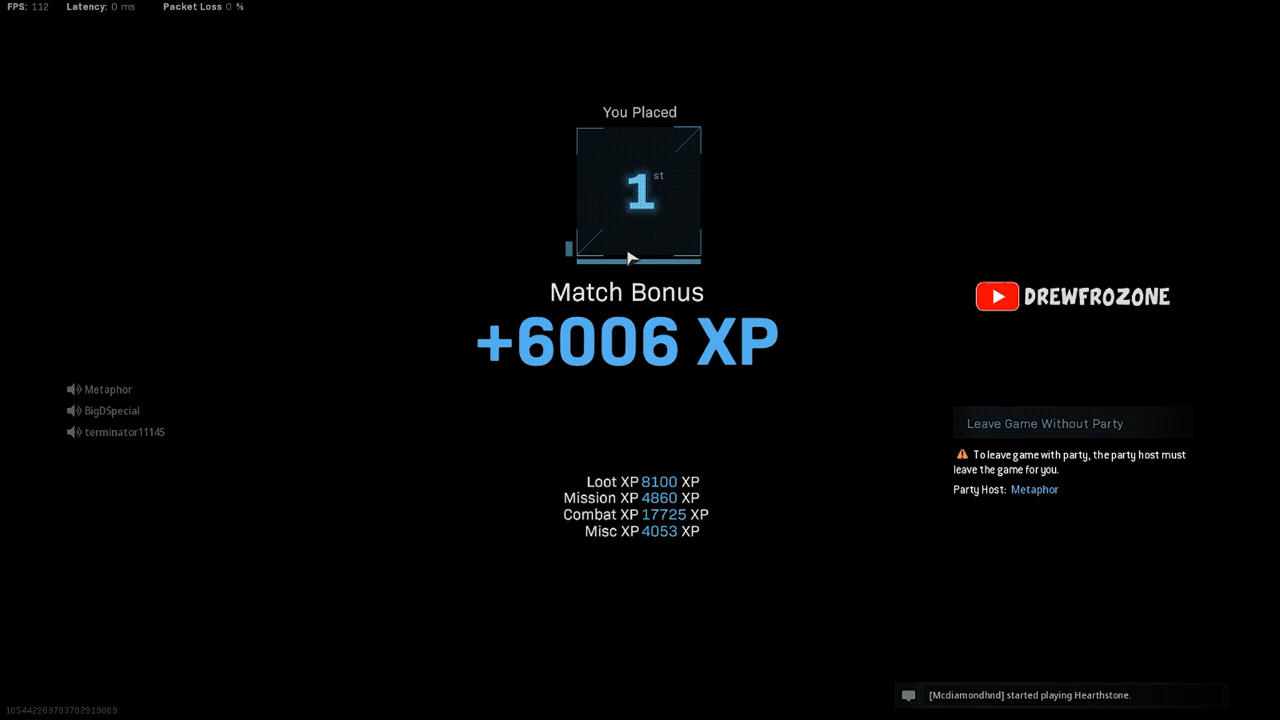 FPS: 112 Latency: 0 ms Packet Loss 0 %
You Placed
1st
Match Bonus
+6006 XP
DREWFROZONE
Metaphor
BigDSpecial
terminator11145
Leave Game Without Party
To leave game with party, the party host must
leave the game for you.
Party Host: Metaphor
Loot XP 8100 XP
Mission XP 4860 XP
Combat XP 17725 XP
Misc XP 4053 XP
[Mcdiamondhnd] started playing Hearthstone.